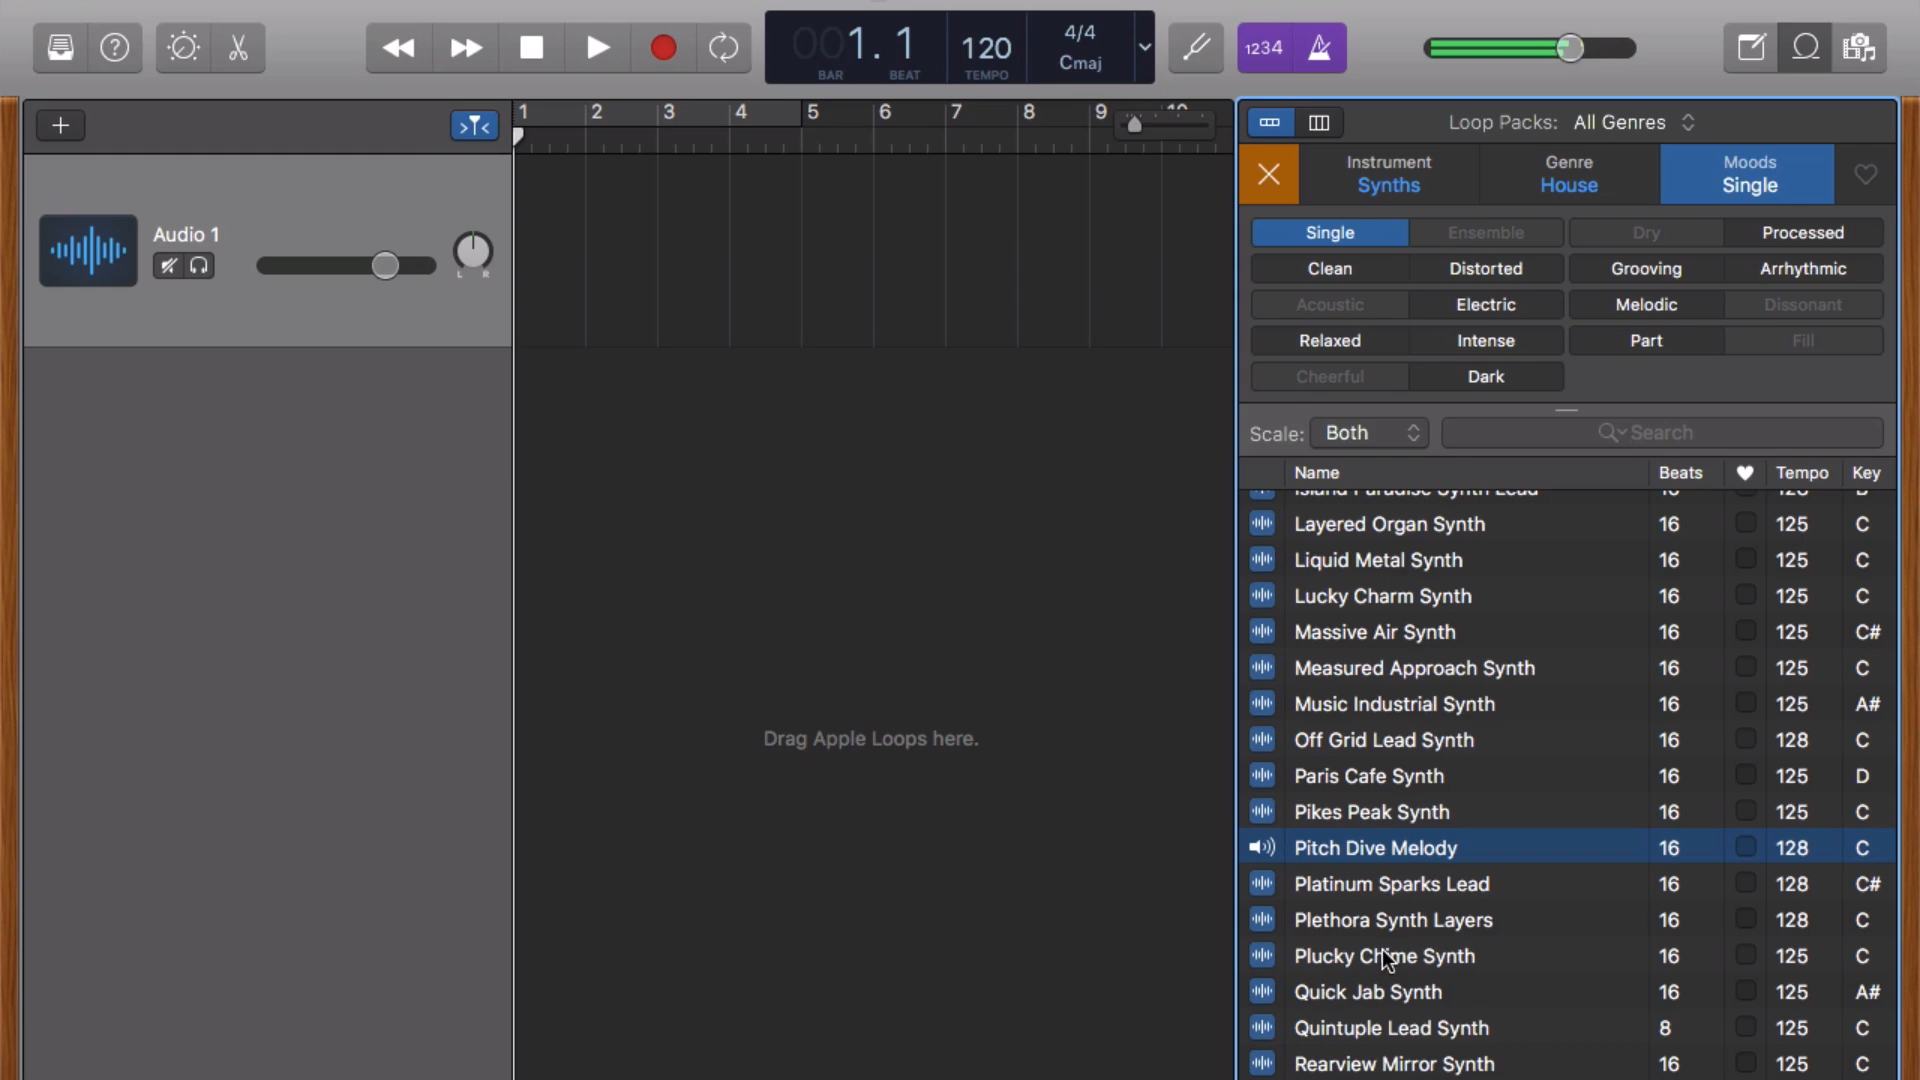 001. 1
BAR BEAT
120
TEMPO
4/4
Cmaj
1234
1 2 3 4 5 6 7 8 9 10
Audio 1
L R
Drag Apple Loops here.
Loop Packs: All Genres
Instrument
Synths
Genre
House
Moods
Single
Single Ensemble Dry Processed
Clean Distorted Grooving Arrhythmic
Acoustic Electric Melodic Dissonant
Relaxed Intense Part Fill
Cheerful Dark
Scale: Both Search
Name Beats Tempo Key
Island Paradise Synth Lead 16 128 B
Layered Organ Synth 16 125 C
Liquid Metal Synth 16 125 C
Lucky Charm Synth 16 125 C
Massive Air Synth 16 125 C#
Measured Approach Synth 16 125 C
Music Industrial Synth 16 125 A#
Off Grid Lead Synth 16 128 C
Paris Cafe Synth 16 125 D
Pikes Peak Synth 16 125 C
Pitch Dive Melody 16 128 C
Platinum Sparks Lead 16 128 C#
Plethora Synth Layers 16 128 C
Plucky Chime Synth 16 125 C
Quick Jab Synth 16 125 A#
Quintuple Lead Synth 8 125 C
Rearview Mirror Synth 16 125 C